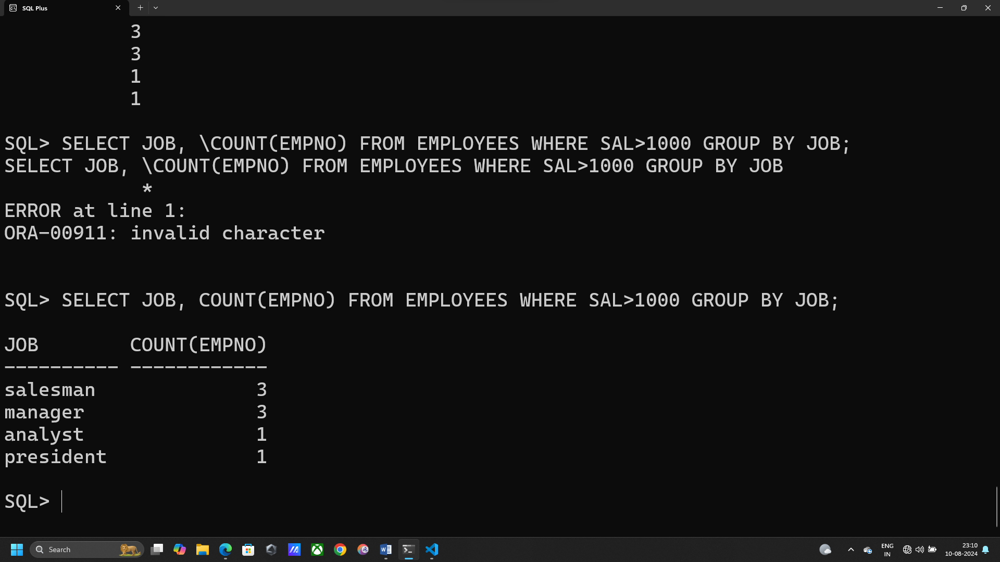 SQL Plus
3
3
1
1
SQL> SELECT JOB, \COUNT(EMPNO) FROM EMPLOYEES WHERE SAL>1000 GROUP BY JOB;
SELECT JOB, \COUNT(EMPNO) FROM EMPLOYEES WHERE SAL>1000 GROUP BY JOB
*
ERROR at line 1:
ORA-00911: invalid character
SQL> SELECT JOB, COUNT(EMPNO) FROM EMPLOYEES WHERE SAL>1000 GROUP BY JOB;
JOB COUNT(EMPNO)
---------- ------------
salesman 3
manager 3
analyst 1
president 1
SQL>
Search
ENG
IN
23:10
10-08-2024